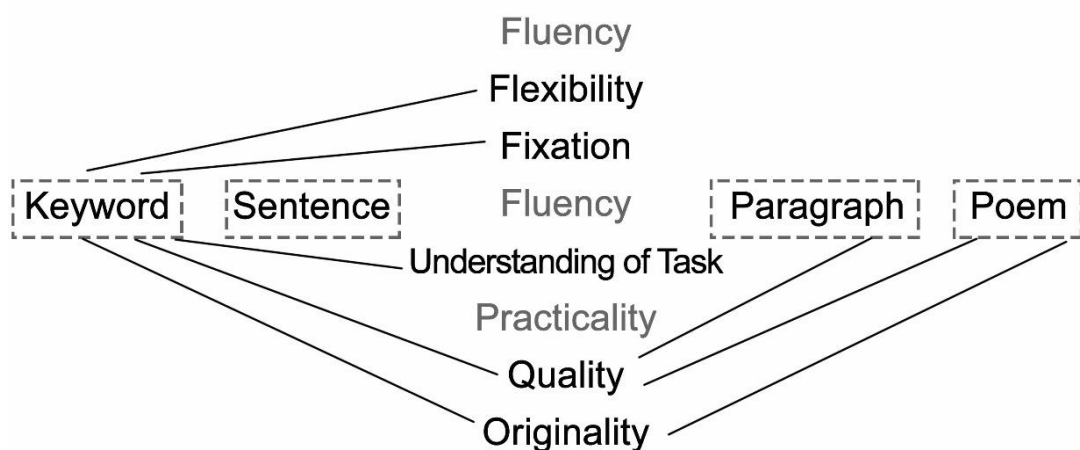 Fluency
Flexibility
Fixation
Keyword Sentence Fluency Paragraph Poem
Understanding of Task
Practicality
Quality
Originality